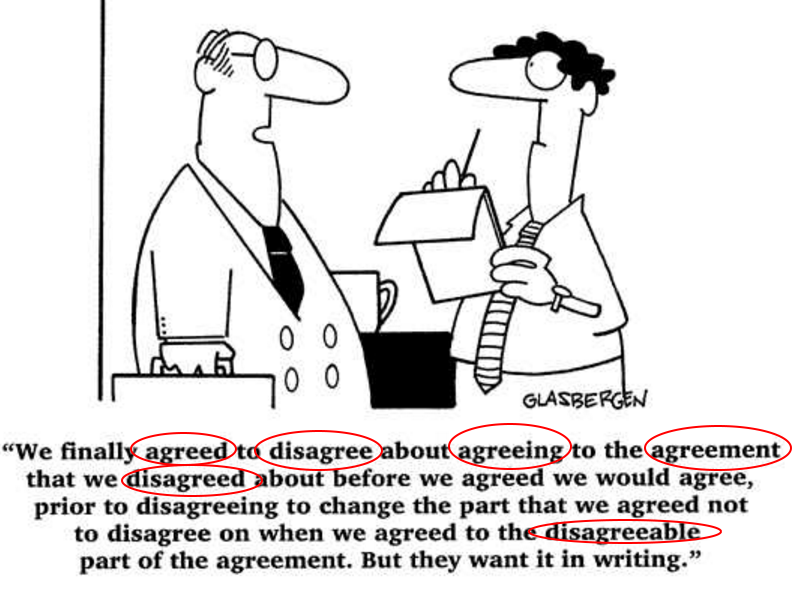 GLASBERGEN
“We finally agreed to disagree about agreeing to the agreement
that we disagreed about before we agreed we would agree,
prior to disagreeing to change the part that we agreed not
to disagree on when we agreed to the disagreeable
part of the agreement. But they want it in writing.”